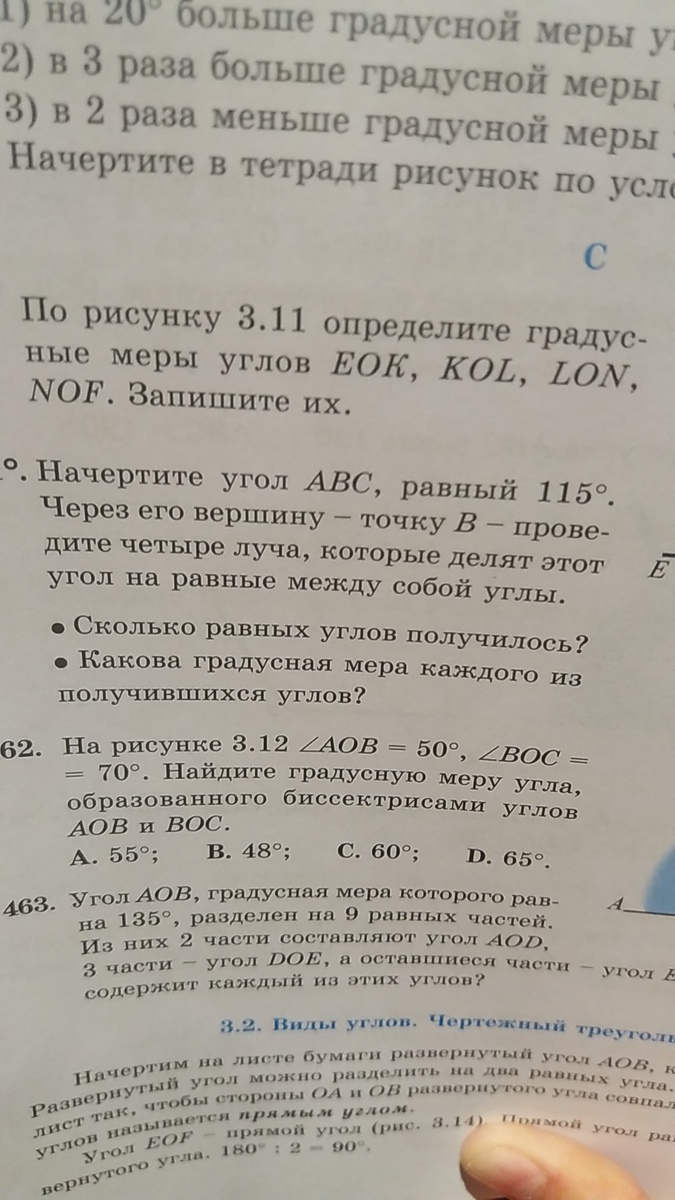 1) на 20° больше градусной меры
2) в 3 раза больше градусной меры
3) в 2 раза меньше градусной меры
Начертите в тетради рисунок по
C
По рисунку 3.11 определите градус-
ные меры углов EOK, KOL, LON,
NOF. Запишите их.
°. Начертите угол ABC, равный 115°.
Через его вершину – точку B – прове-
дите четыре луча, которые делят этот
угол на равные между собой углы.
E
• Сколько равных углов получилось?
• Какова градусная мера каждого из
получившихся углов?
62. На рисунке 3.12 ∠AOB = 50°, ∠BOC =
= 70°. Найдите градусную меру угла,
образованного биссектрисами углов
AOB и BOC.
A. 55°; B. 48°; C. 60°; D. 65°.
463. Угол AOB, градусная мера которого рав-
A
на 135°, разделен на 9 равных частей.
Из них 2 части составляют угол AOD,
3 части – угол DOE, а оставшиеся части – угол E
содержит каждый из этих углов?
3.2. Виды углов. Чертежный треуголь
Начертим на листе бумаги развернутый угол AOB, к
Развернутый угол можно разделить на два равных угла.
лист так, чтобы стороны OA и OB развернутого угла совпал
углов называется прямым углом.
Угол EOF – прямой угол (рис. 3.14). Прямой угол ра
вернутого угла. 180° : 2 = 90°.